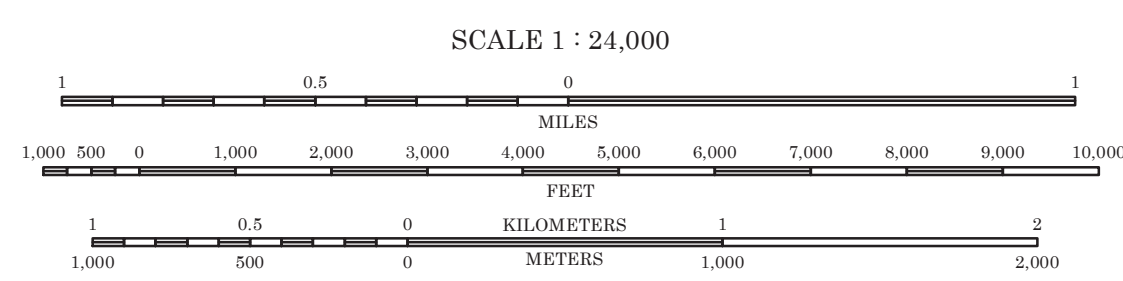 SCALE 1 : 24,000
1 0.5 0 1
MILES
1,000 500 0 1,000 2,000 3,000 4,000 5,000 6,000 7,000 8,000 9,000 10,000
FEET
1 0.5 0 KILOMETERS 1 2
1,000 500 0 METERS 1,000 2,000